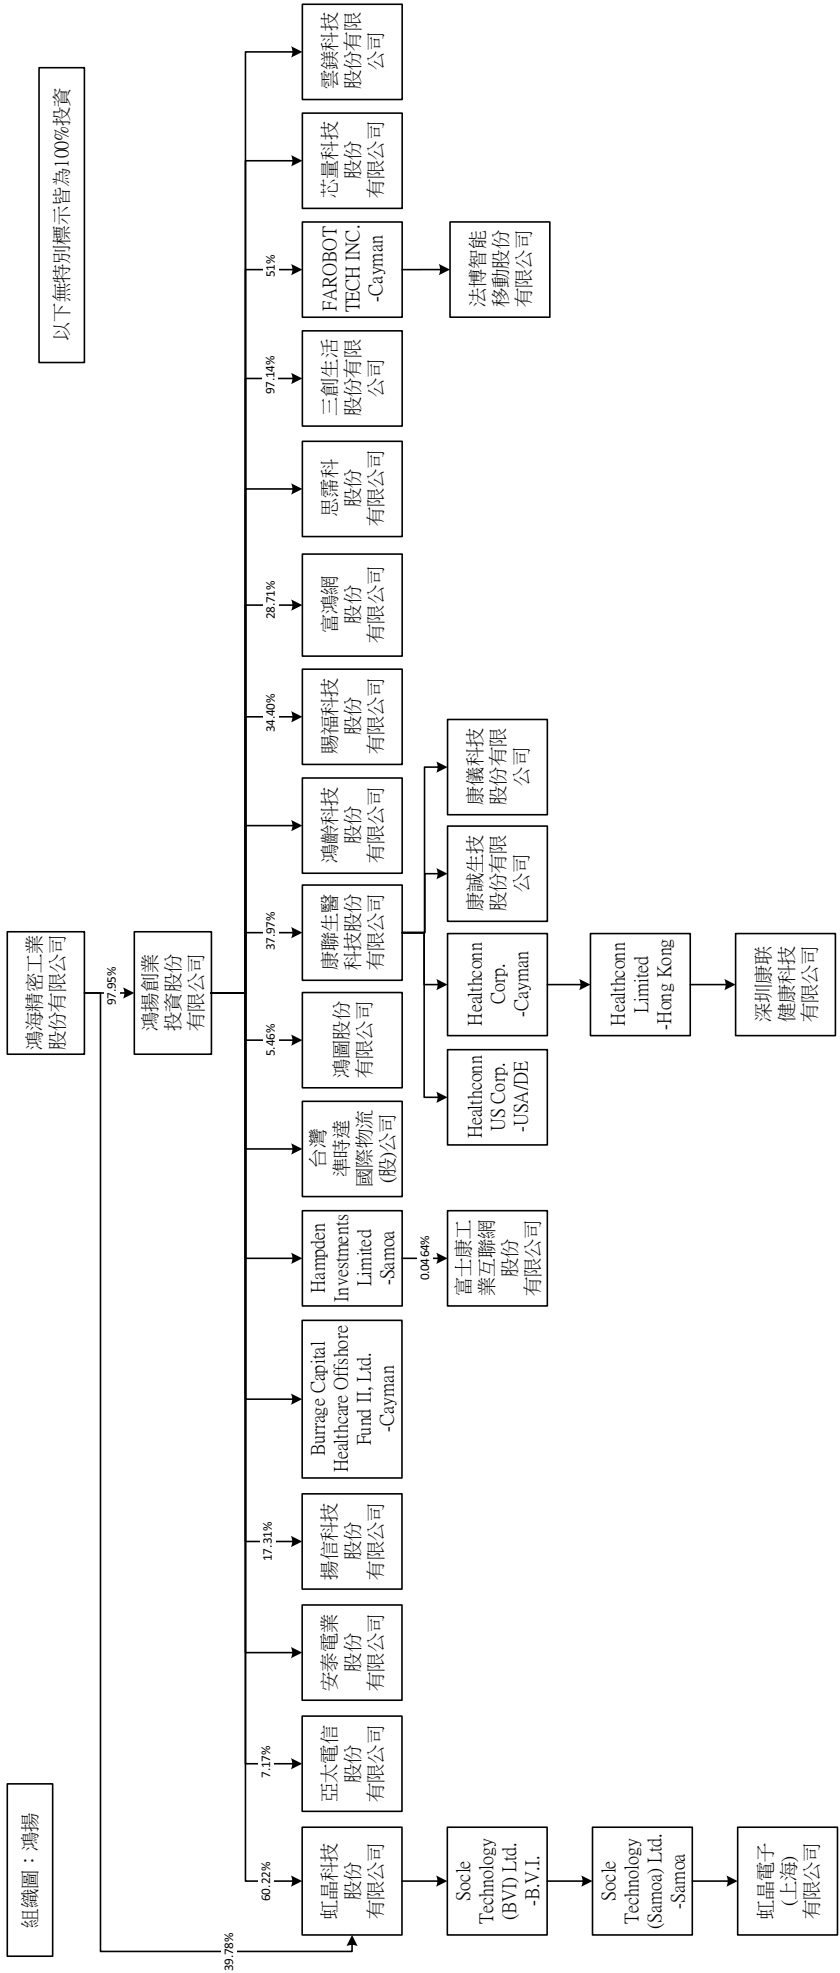 組織圖：鴻揚
以下無特別標示皆為100%投資
鴻海精密工業
股份有限公司
97.95%
鴻揚創業
投資股份
有限公司
39.78%
60.22%
虹晶科技
股份
有限公司
7.17%
亞太電信
股份
有限公司
安泰電業
股份
有限公司
17.31%
揚信科技
股份
有限公司
Burrage Capital
Healthcare Offshore
Fund II, Ltd.
-Cayman
Hampden
Investments
Limited
-Samoa
台灣
準時達
國際物流
(股)公司
5.46%
鴻圖股份
有限公司
37.97%
康聯生醫
科技股份
有限公司
鴻齡科技
股份
有限公司
34.40%
賜福科技
股份
有限公司
28.71%
富鴻網
股份
有限公司
思霈科
股份
有限公司
97.14%
三創生活
股份有限
公司
51%
FAROBOT
TECH INC.
-Cayman
芯量科技
股份
有限公司
雲鎂科技
股份有限
公司
Socle
Technology
(BVI) Ltd.
-B.V.I.
0.0464%
富士康工
業互聯網
股份
有限公司
Healthconn
US Corp.
-USA/DE
Healthconn
Corp.
-Cayman
康誠生技
股份有限
公司
康儀科技
股份有限
公司
法博智能
移動股份
有限公司
Socle
Technology
(Samoa) Ltd.
-Samoa
Healthconn
Limited
-Hong Kong
虹晶電子
(上海)
有限公司
深圳康联
健康科技
有限公司